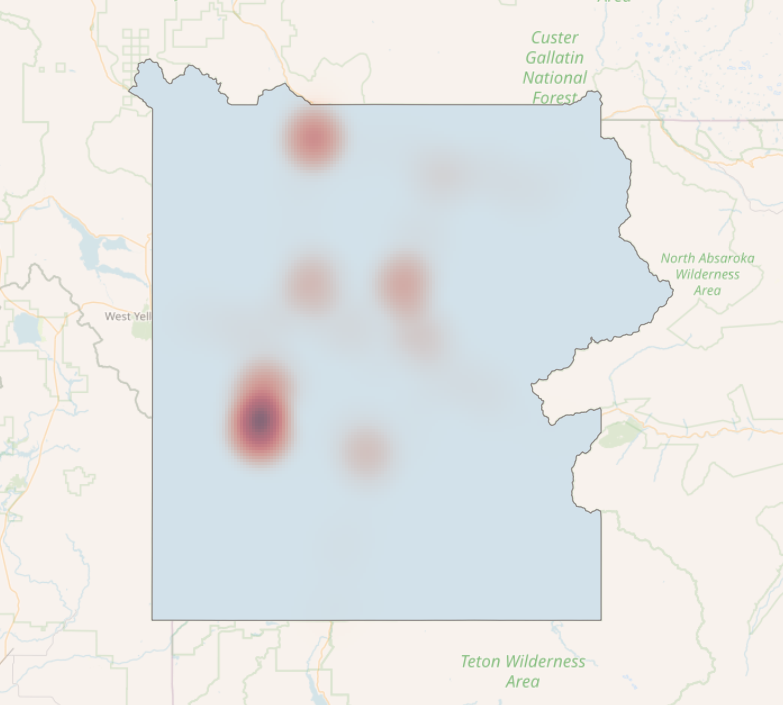 Custer
Gallatin
National
Forest
North Absaroka
Wilderness
Area
West Yell
Teton Wilderness
Area